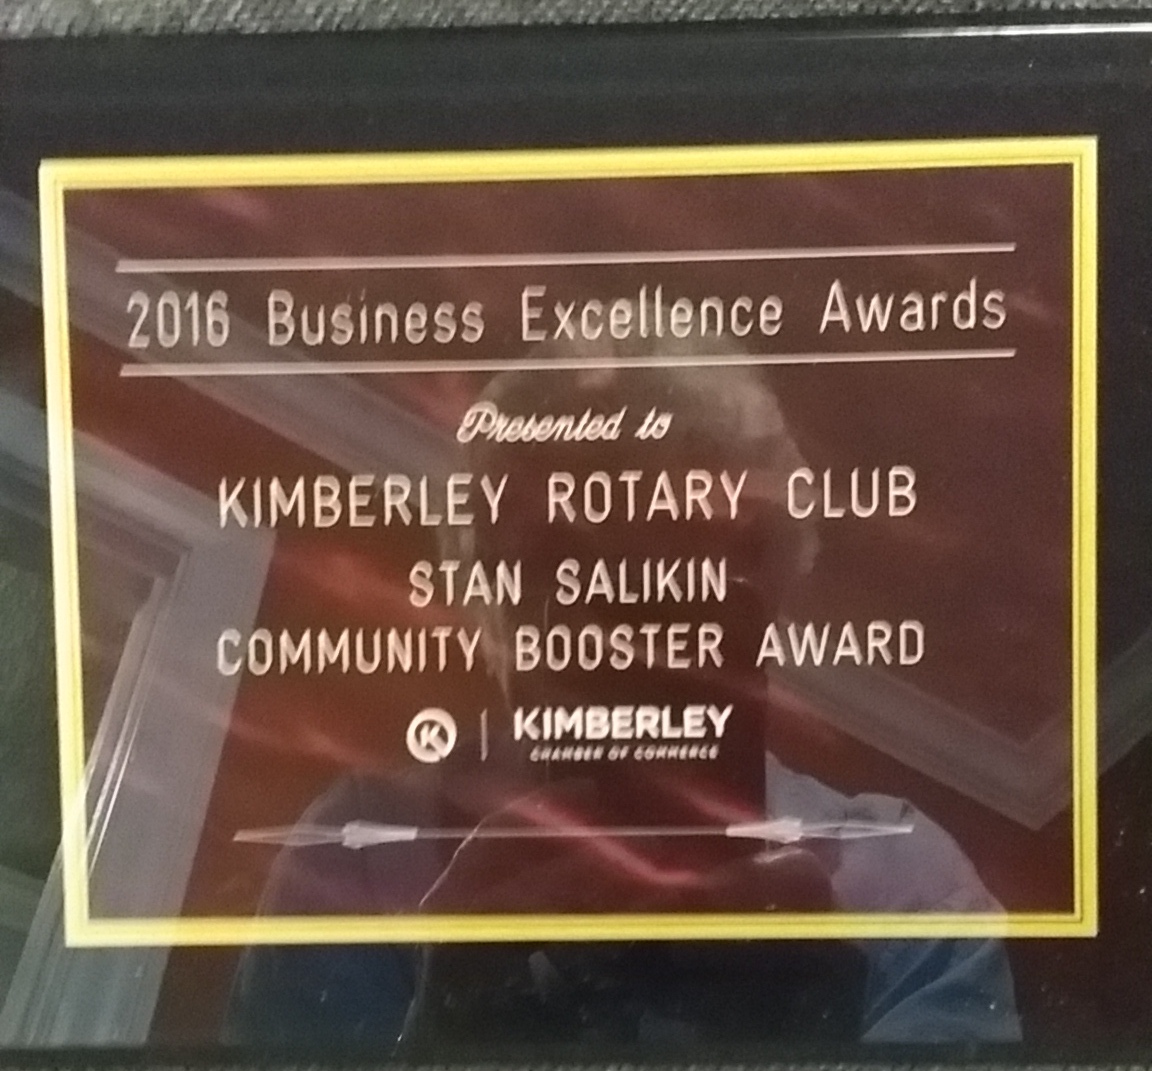 2016 Business Excellence Awards
Presented to
KIMBERLEY ROTARY CLUB
STAN SALIKIN
COMMUNITY BOOSTER AWARD
K | KIMBERLEY
CHAMBER OF COMMERCE